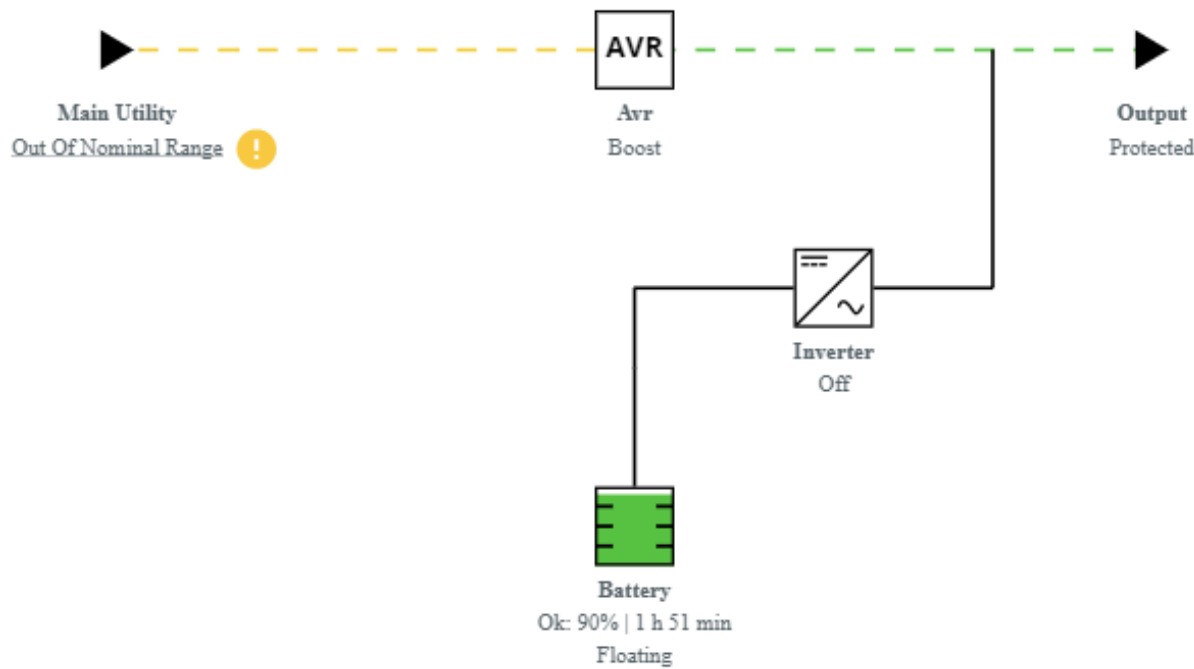 AVR
Main Utility
Out Of Nominal Range
!
Avr
Boost
Output
Protected
Inverter
Off
Battery
Ok: 90% | 1 h 51 min
Floating